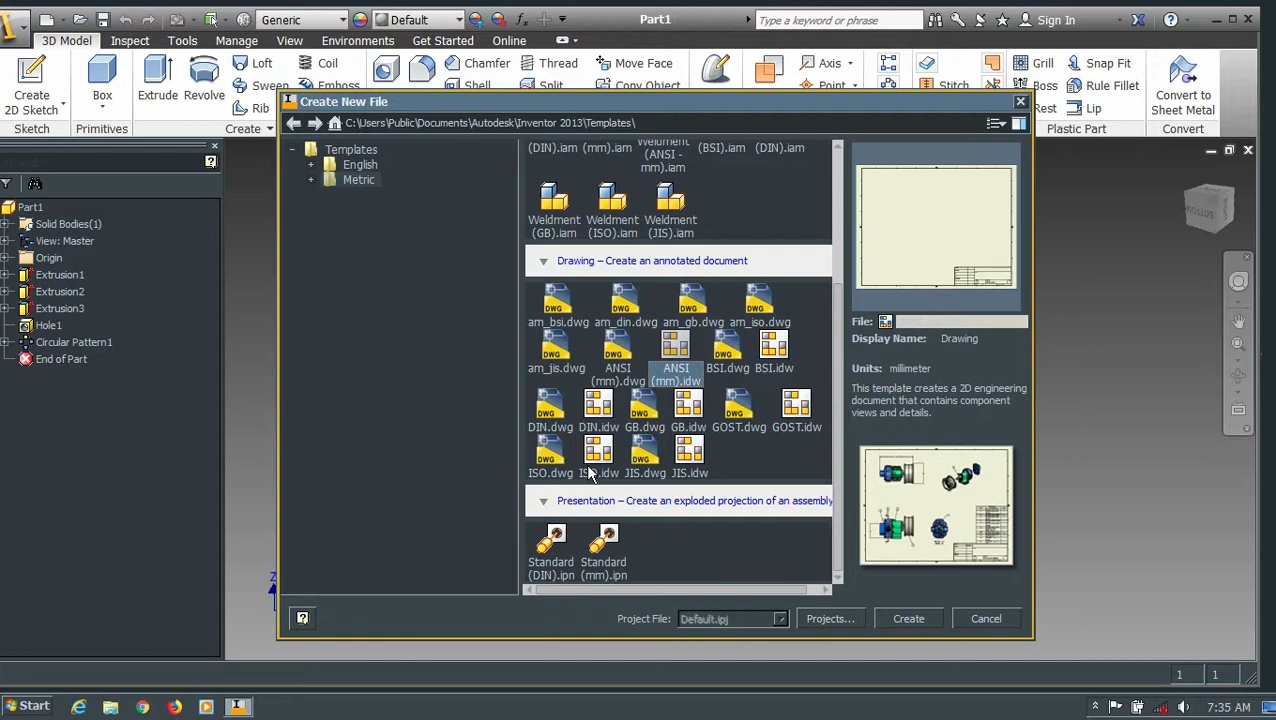 Generic
Default
Part1
Type a keyword or phrase
Sign In
3D Model
Inspect
Tools
Manage
View
Environments
Get Started
Online
Create
2D Sketch
Sketch
Box
Primitives
Extrude
Revolve
Loft
Sweep
Rib
Coil
Emboss
Create
Chamfer
Shell
Thread
Split
Move Face
Copy Object
Axis
Point
Grill
Boss
Rest
Snap Fit
Rule Fillet
Lip
Plastic Part
Convert to
Sheet Metal
Convert
Part1
Solid Bodies(1)
View: Master
Origin
Extrusion1
Extrusion2
Extrusion3
Hole1
Circular Pattern1
End of Part
Create New File
C:\Users\Public\Documents\Autodesk\Inventor 2013\Templates\
Templates
English
Metric
(DIN).iam
(mm).iam
Weldment
(ANSI -
mm).iam
(BSI).iam
(DIN).iam
Weldment
(GB).iam
Weldment
(ISO).iam
Weldment
(JIS).iam
Drawing – Create an annotated document
am_bsi.dwg
am_din.dwg
am_gb.dwg
am_iso.dwg
am_jis.dwg
ANSI
(mm).dwg
ANSI
(mm).idw
BSI.dwg
BSI.idw
DIN.dwg
DIN.idw
GB.dwg
GB.idw
GOST.dwg
GOST.idw
ISO.dwg
ISO.idw
JIS.dwg
JIS.idw
Presentation – Create an exploded projection of an assembly
Standard
(DIN).ipn
Standard
(mm).ipn
File:
Display Name: Drawing
Units: millimeter
This template creates a 2D engineering
document that contains component
views and details.
Project File:
Default.ipj
Projects...
Create
Cancel
BOTTOM
Z
1
1
Start
7:35 AM